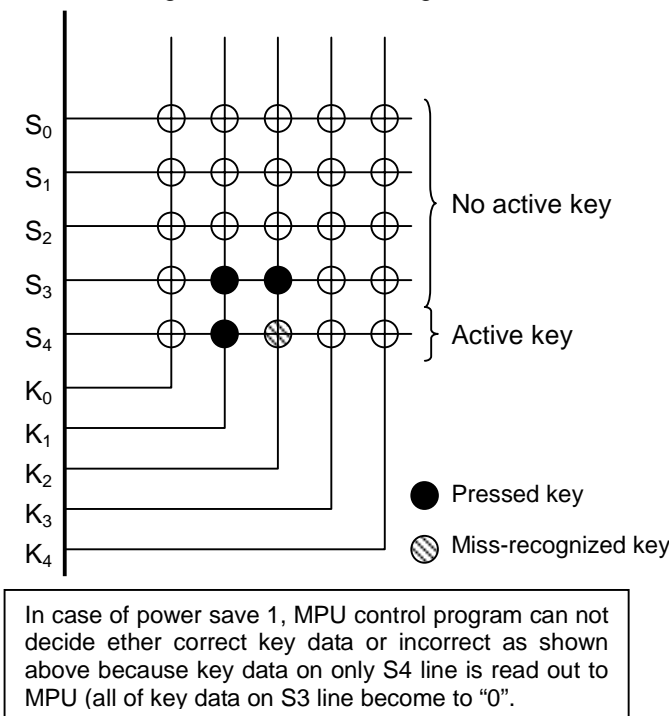 S0
S1
S2
S3
S4
K0
K1
K2
K3
K4
No active key
Active key
Pressed key
Miss-recognized key
In case of power save 1, MPU control program can not
decide ether correct key data or incorrect as shown
above because key data on only S4 line is read out to
MPU (all of key data on S3 line become to “0”.